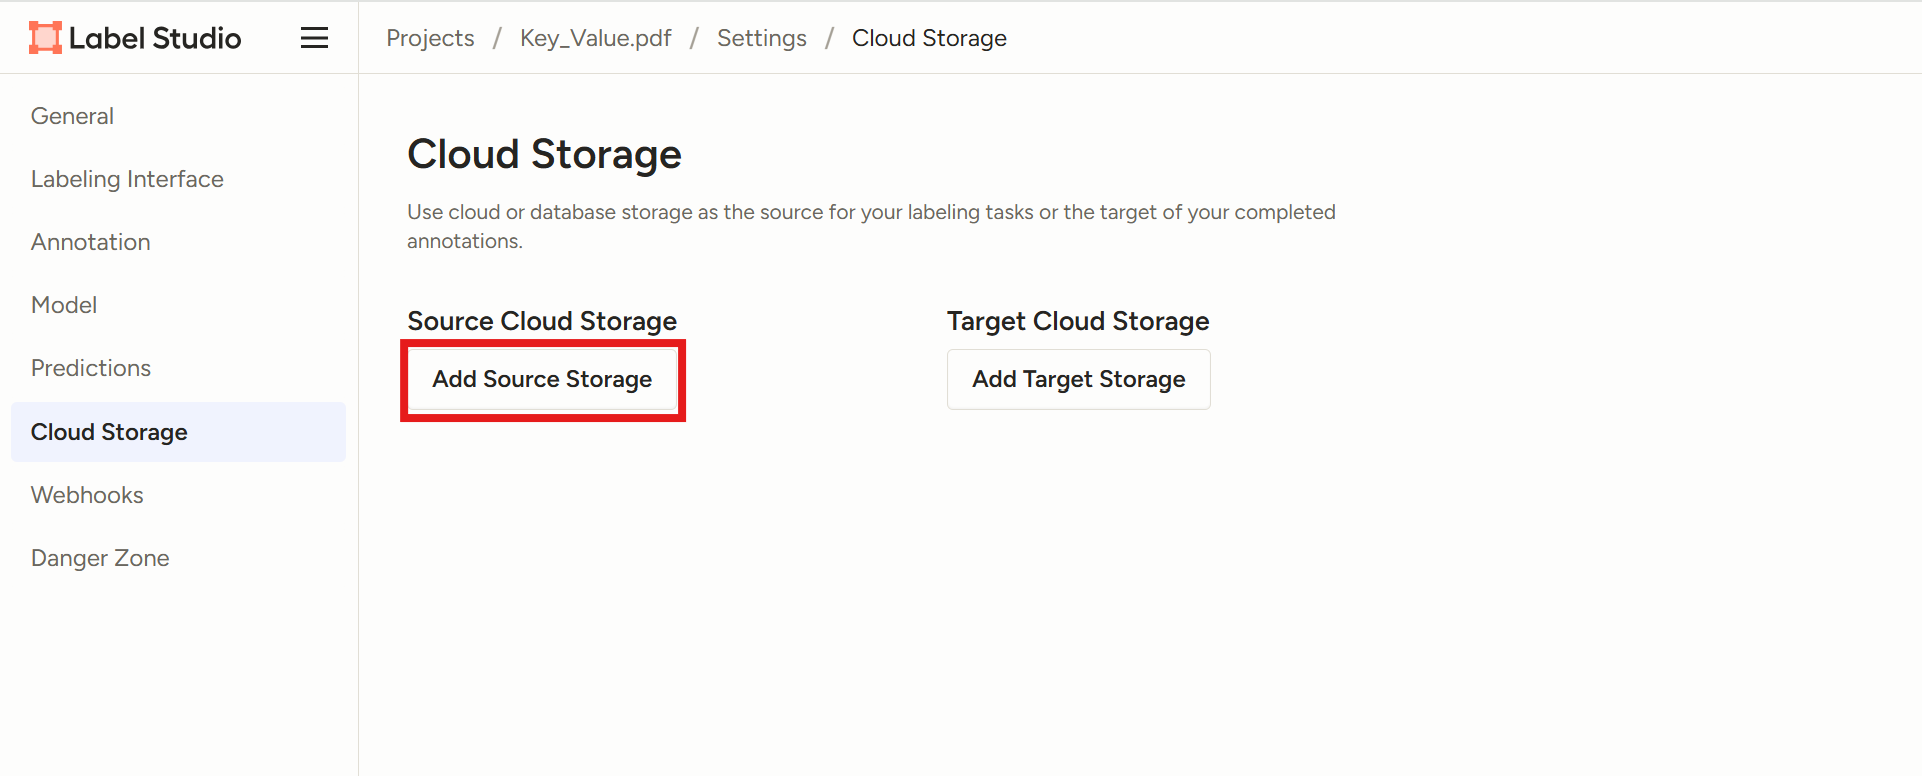 Label Studio
Projects / Key_Value.pdf / Settings / Cloud Storage
General
Labeling Interface
Annotation
Model
Predictions
Cloud Storage
Webhooks
Danger Zone
Cloud Storage
Use cloud or database storage as the source for your labeling tasks or the target of your completed
annotations.
Source Cloud Storage
Add Source Storage
Target Cloud Storage
Add Target Storage